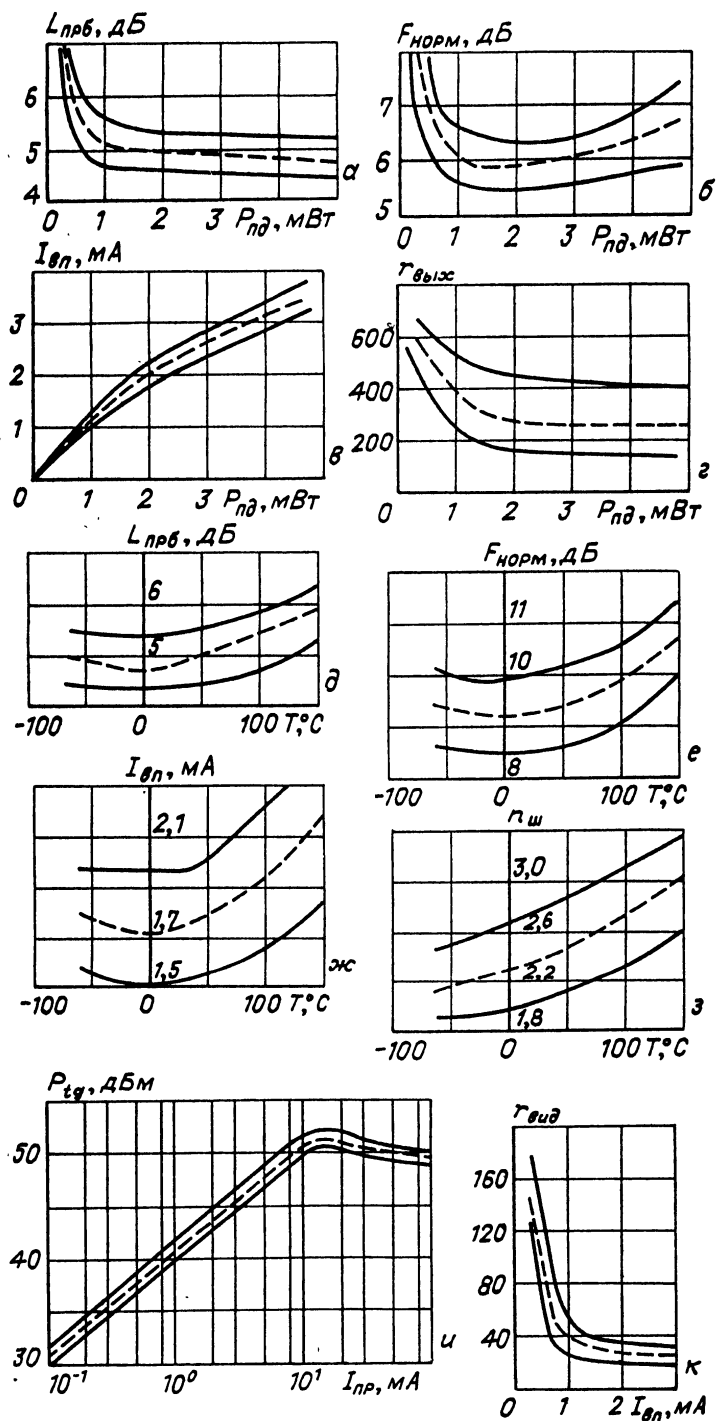 Lпрб, дБ
6
5
4
а
0 1 2 3 Pпд, мВт
Fнорм, дБ
7
6
5
б
0 1 2 3 Pпд, мВт
Iвп, мА
3
2
1
в
0 1 2 3 Pпд, мВт
rвых
600
400
200
г
0 1 2 3 Pпд, мВт
Lпрб, дБ
6
5
д
-100 0 100 T,°C
Fнорм, дБ
11
10
8
е
-100 0 100 T,°C
Iвп, мА
2,1
1,7
1,5
ж
-100 0 100 T,°C
nш
3,0
2,6
2,2
1,8
з
-100 0 100 T,°C
Ptg, дБм
50
40
30
и
10⁻¹ 10⁰ 10¹ Iпр, мА
rвид
160
120
80
40
к
0 1 2 Iвп, мА